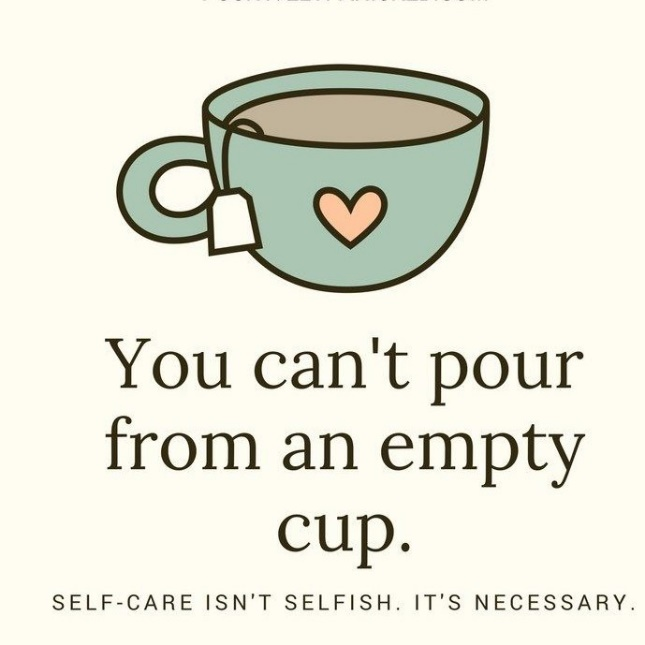 You can't pour
from an empty
cup.
SELF-CARE ISN'T SELFISH. IT'S NECESSARY.